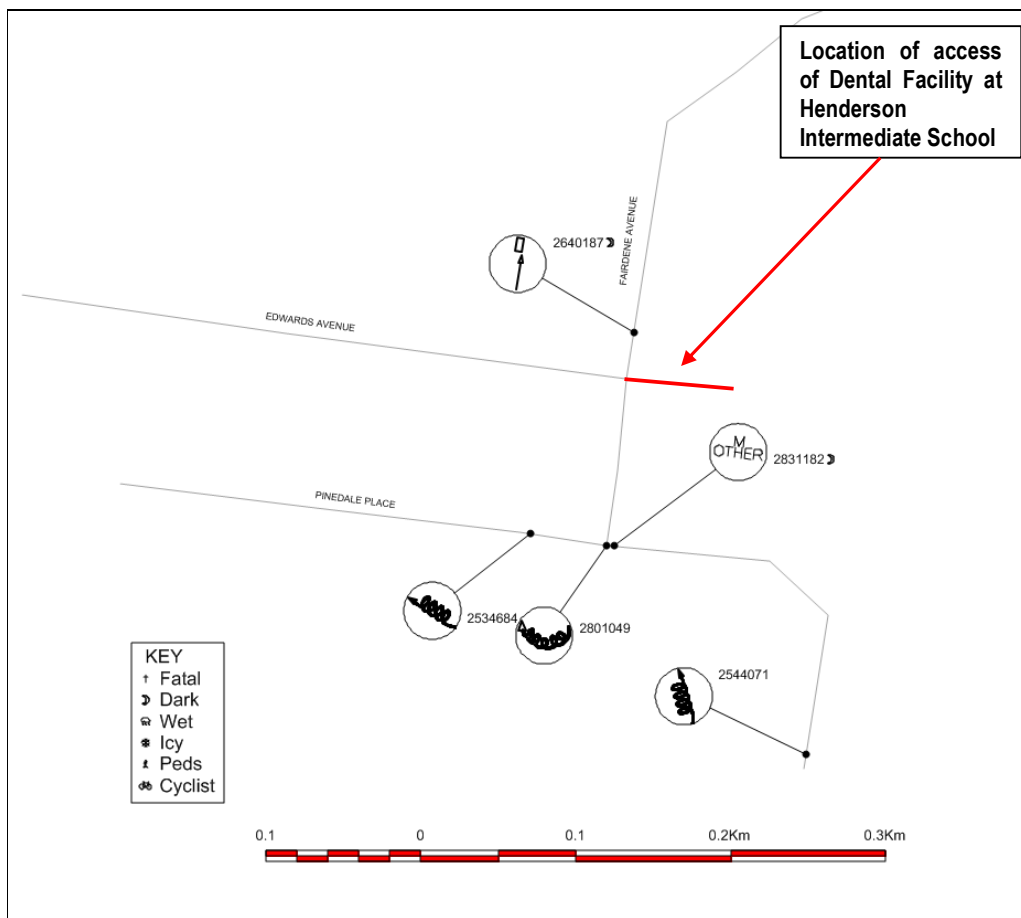 Location of access
of Dental Facility at
Henderson
Intermediate School
FAIRDENE AVENUE
2640187
EDWARDS AVENUE
M
OTHER
2831182
PINEDALE PLACE
2534684
2801049
2544071
KEY
Fatal
Dark
Wet
Icy
Peds
Cyclist
0.1 0 0.1 0.2Km 0.3Km